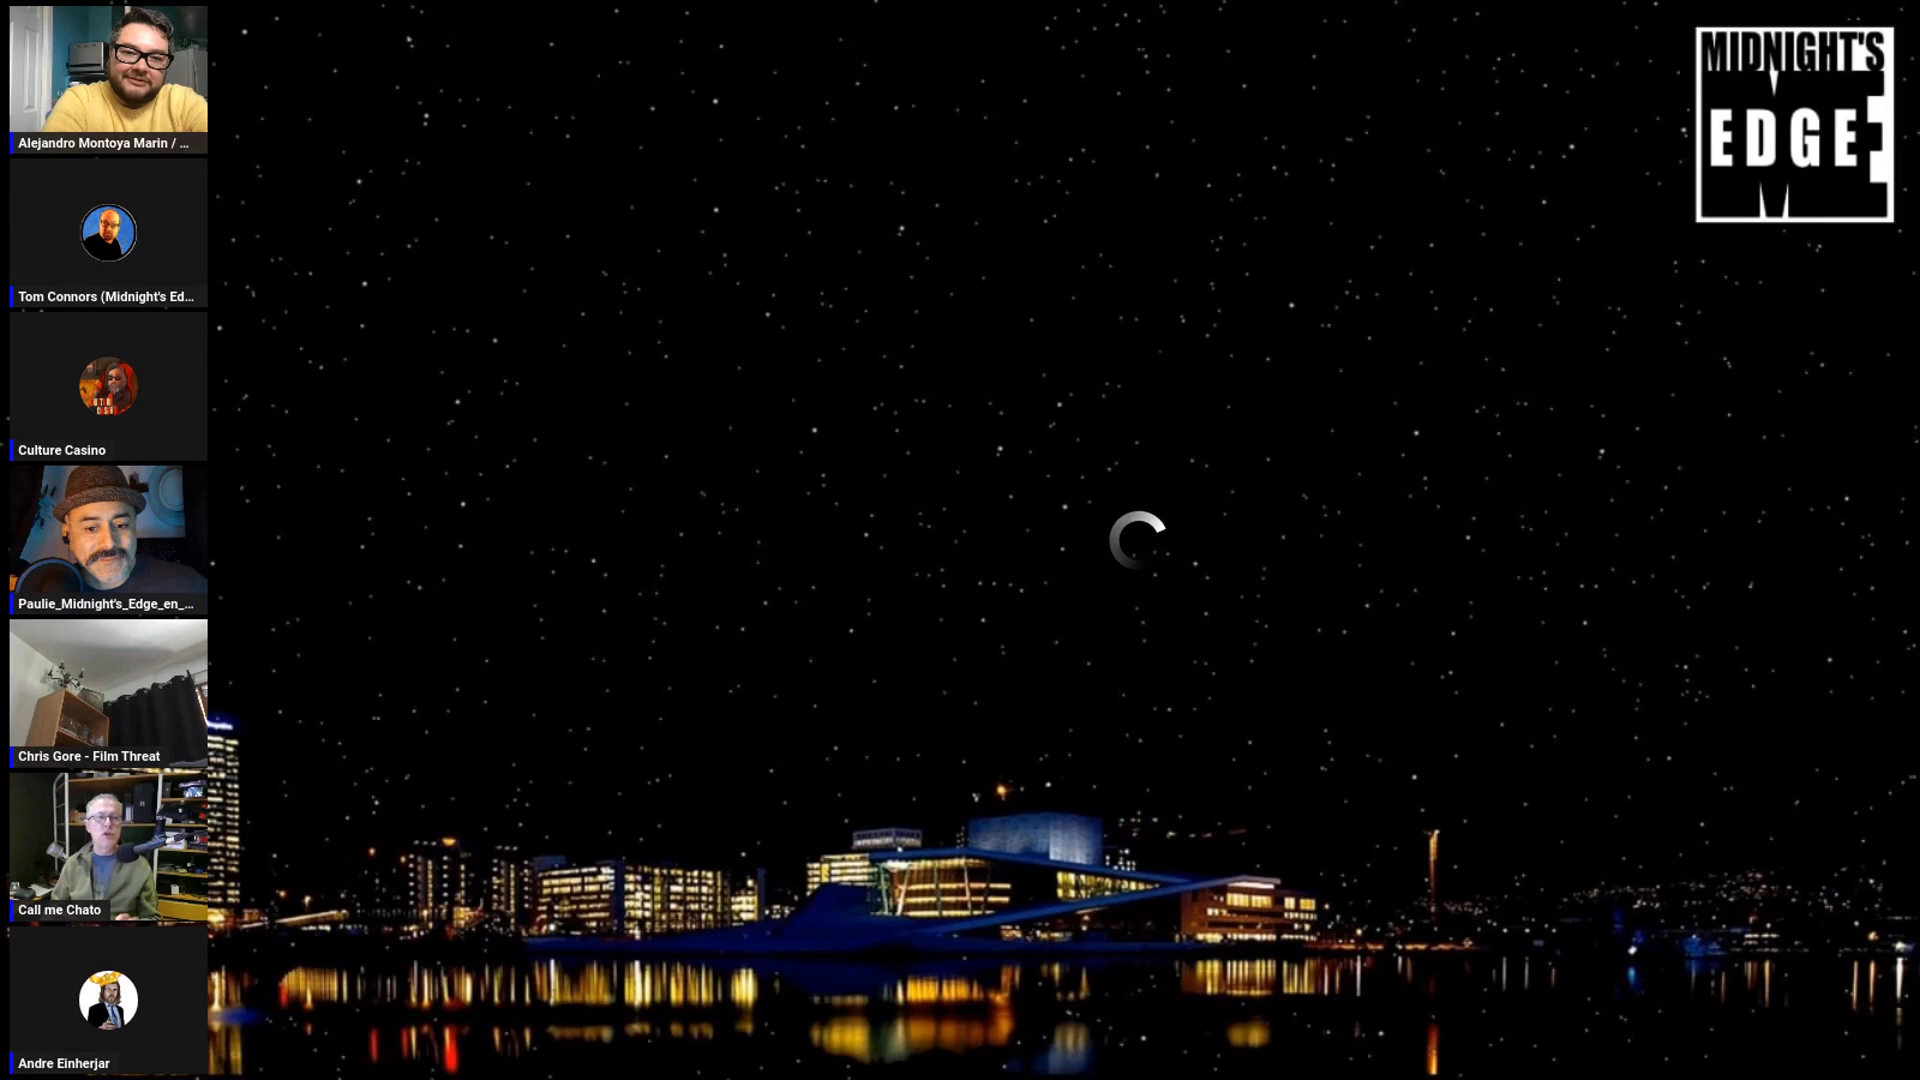 Alejandro Montoya Marin / ...
MIDNIGHT'S
EDGE
Tom Connors (Midnight's Ed...
Culture Casino
Paulie_Midnight's_Edge_en_...
Chris Gore - Film Threat
Call me Chato
Andre Einherjar